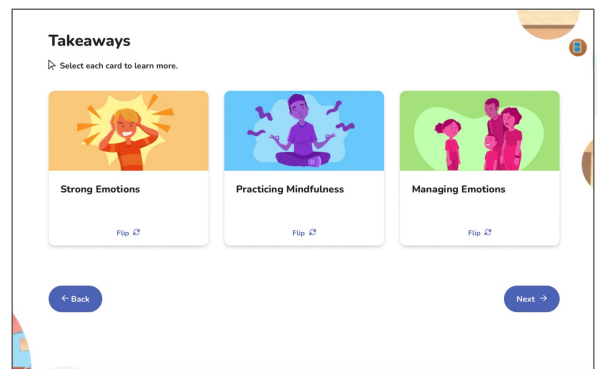 Takeaways
Select each card to learn more.
Strong Emotions
Practicing Mindfulness
Managing Emotions
Flip
Flip
Flip
Back
Next